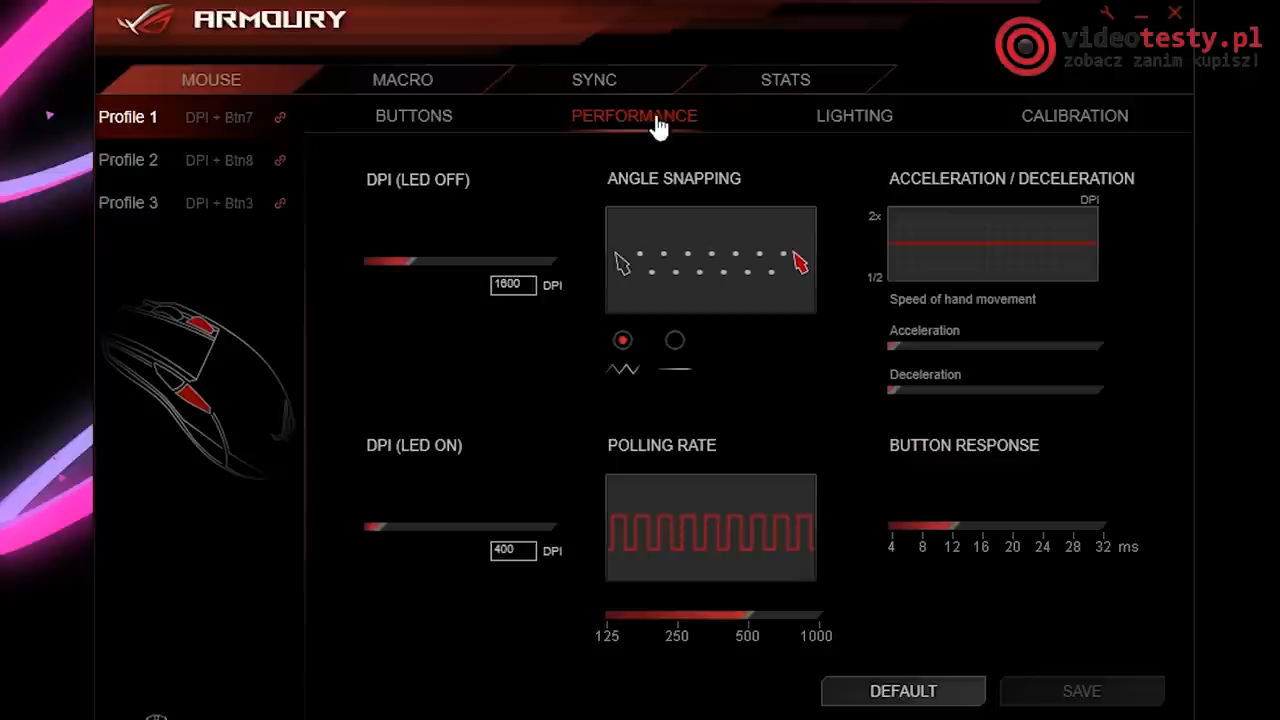 ARMOURY
videotesty.pl
zobacz zanim kupisz!
MOUSE
MACRO
SYNC
STATS
Profile 1 DPI + Btn7
Profile 2 DPI + Btn8
Profile 3 DPI + Btn3
BUTTONS
PERFORMANCE
LIGHTING
CALIBRATION
DPI (LED OFF)
1600 DPI
ANGLE SNAPPING
ACCELERATION / DECELERATION
DPI
2x
1/2
Speed of hand movement
Acceleration
Deceleration
DPI (LED ON)
400 DPI
POLLING RATE
125 250 500 1000
BUTTON RESPONSE
4 8 12 16 20 24 28 32 ms
DEFAULT
SAVE